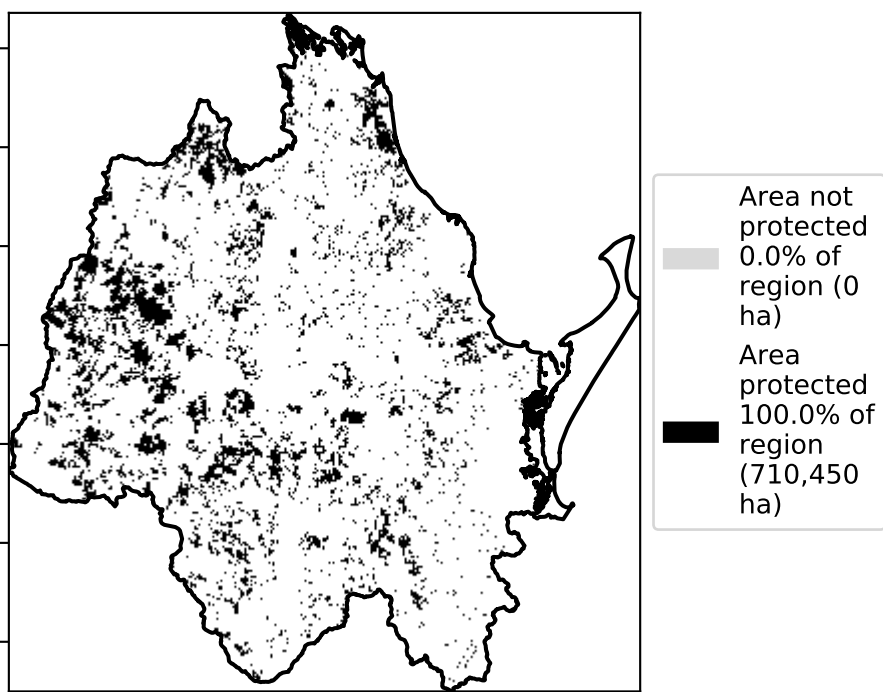 Area not
protected
0.0% of
region (0
ha)
Area
protected
100.0% of
region
(710,450
ha)